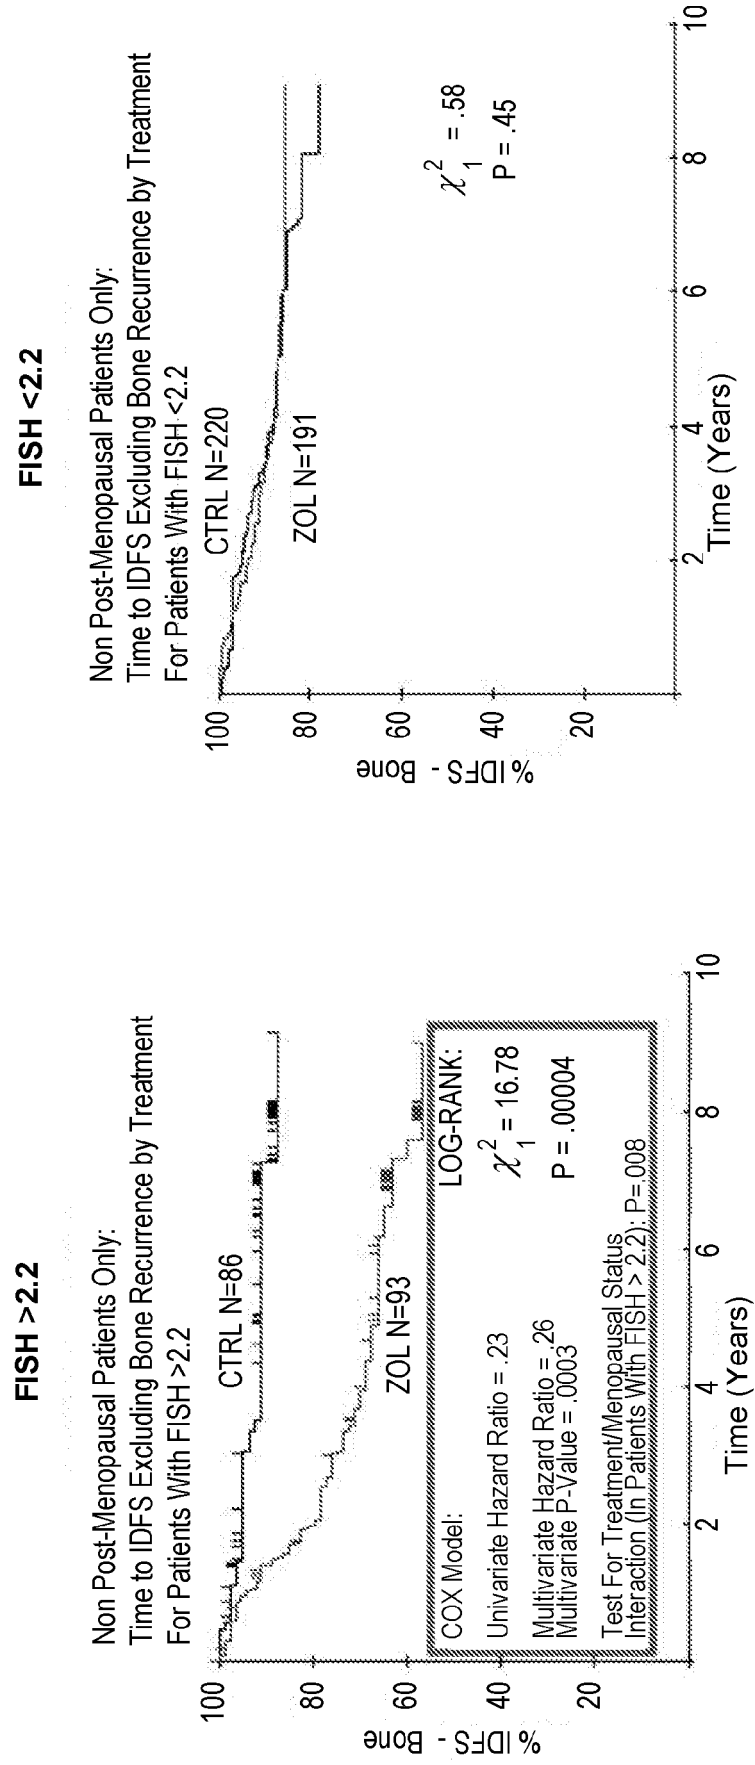 FISH >2.2
Non Post-Menopausal Patients Only:
Time to IDFS Excluding Bone Recurrence by Treatment
For Patients With FISH >2.2
100
80
60
40
20
% IDFS - Bone
CTRL N=86
ZOL N=93
COX Model:
LOG-RANK:
Univariate Hazard Ratio = .23
χ²₁ = 16.78
Multivariate Hazard Ratio = .26
Multivariate P-Value = .0003
P = .00004
Test For Treatment/Menopausal Status
Interaction (In Patients With FISH > 2.2): P=.008
2
4
6
8
10
Time (Years)
FISH <2.2
Non Post-Menopausal Patients Only:
Time to IDFS Excluding Bone Recurrence by Treatment
For Patients With FISH <2.2
100
80
60
40
20
% IDFS - Bone
CTRL N=220
ZOL N=191
χ²₁ = .58
P = .45
2
4
6
8
10
Time (Years)